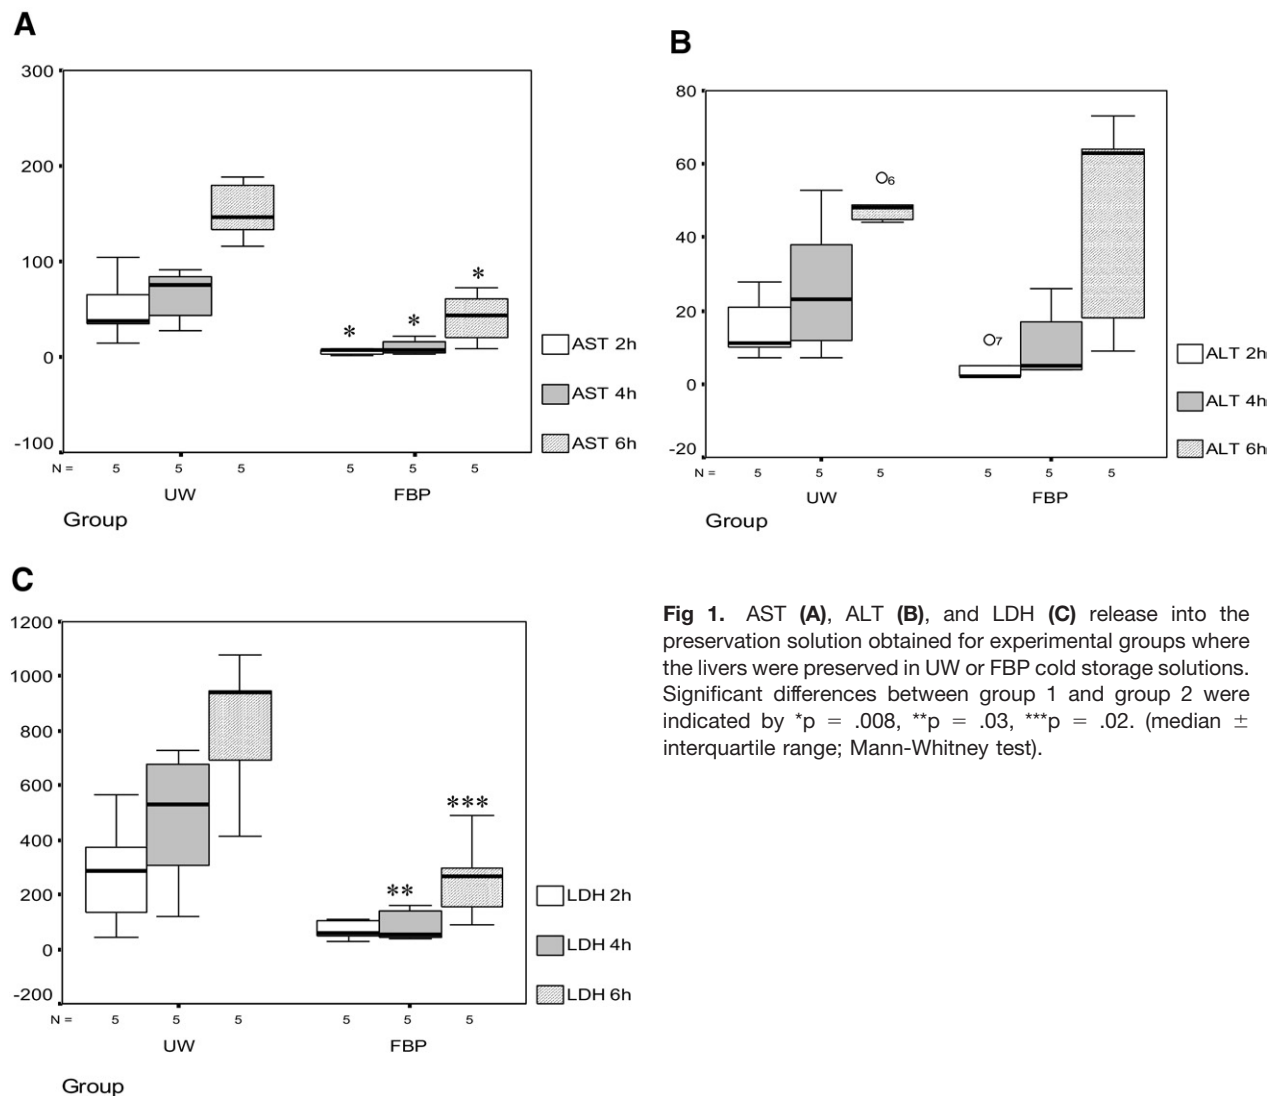 A
300
200
100
0
-100
*
*
*
AST 2h
AST 4h
AST 6h
N = 5 5 5 5 5 5
UW FBP
Group
B
80
60
40
20
0
-20
6
7
ALT 2h
ALT 4h
ALT 6h
N = 5 5 5 5 5 5
UW FBP
Group
C
1200
1000
800
600
400
200
0
-200
**
***
LDH 2h
LDH 4h
LDH 6h
N = 5 5 5 5 5 5
UW FBP
Group
Fig 1. AST (A), ALT (B), and LDH (C) release into the
preservation solution obtained for experimental groups where
the livers were preserved in UW or FBP cold storage solutions.
Significant differences between group 1 and group 2 were
indicated by *p = .008, **p = .03, ***p = .02. (median ±
interquartile range; Mann-Whitney test).